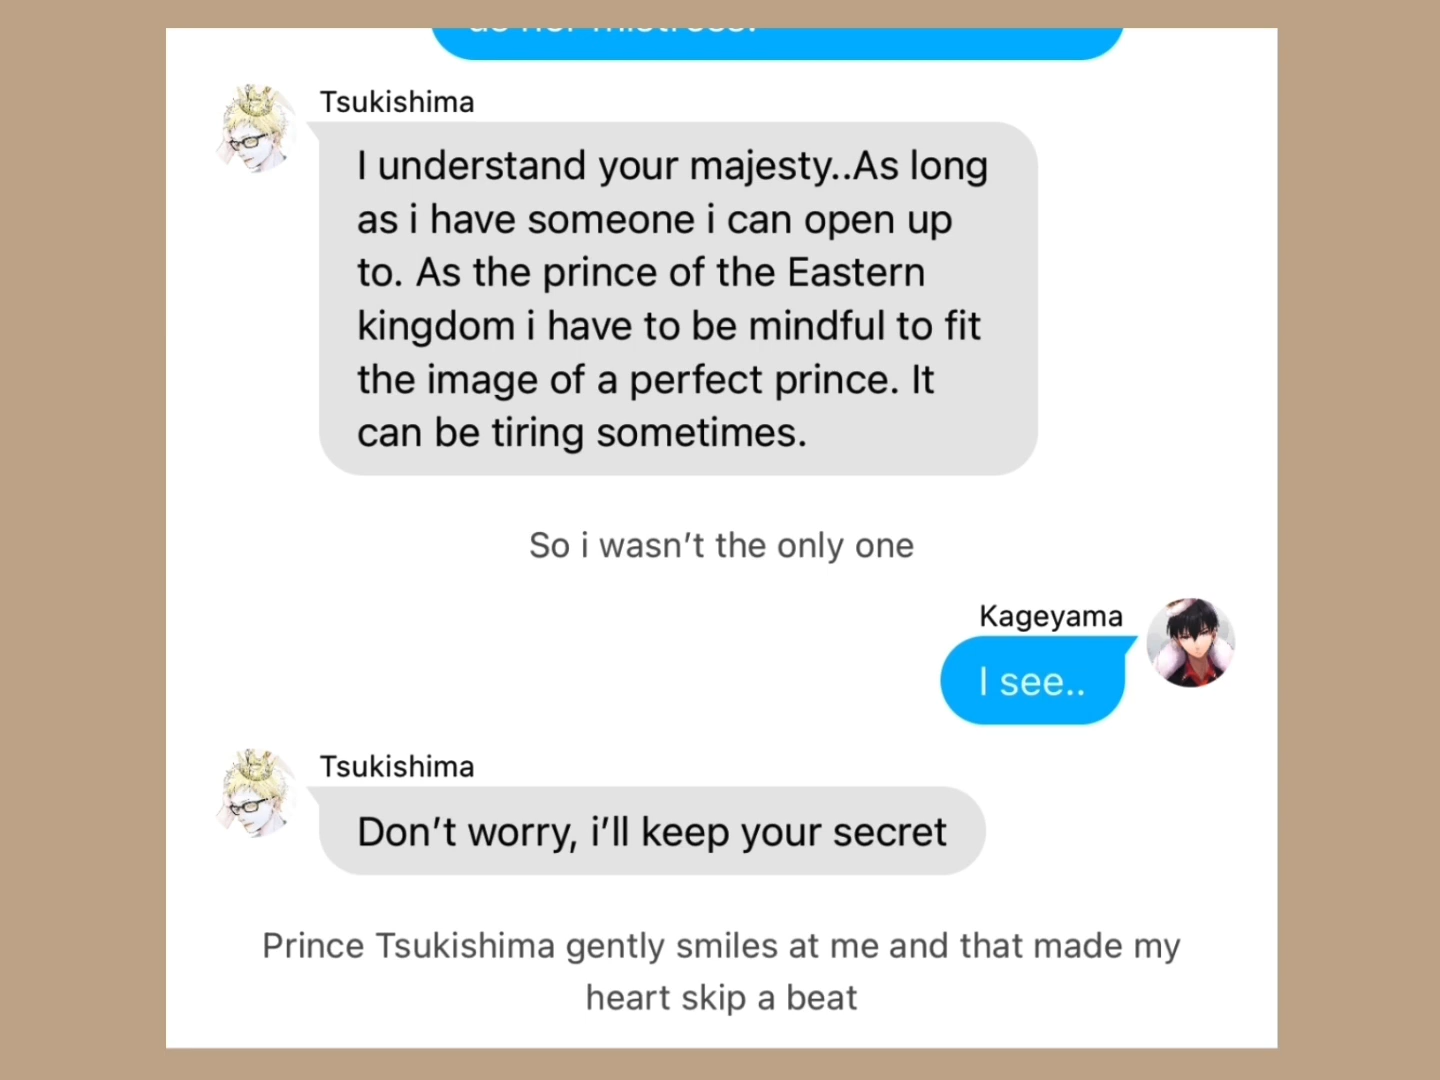 Tsukishima
I understand your majesty..As long
as i have someone i can open up
to. As the prince of the Eastern
kingdom i have to be mindful to fit
the image of a perfect prince. It
can be tiring sometimes.
So i wasn’t the only one
Kageyama
I see..
Tsukishima
Don’t worry, i’ll keep your secret
Prince Tsukishima gently smiles at me and that made my
heart skip a beat